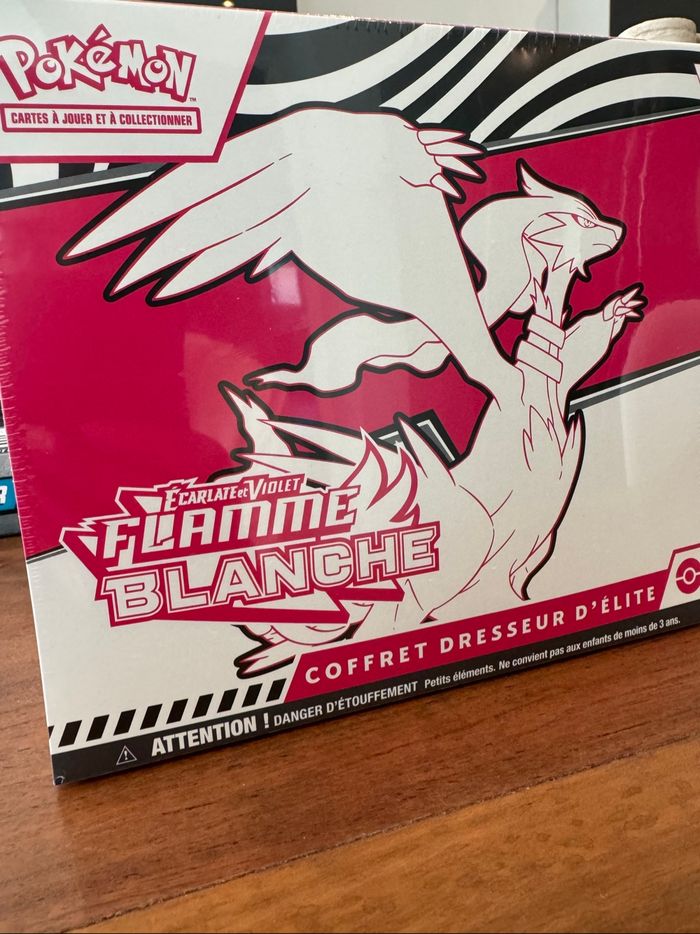 POKÉMON
CARTES À JOUER ET À COLLECTIONNER
ÉCARLATE et VIOLET
FLAMME
BLANCHE
COFFRET DRESSEUR D'ÉLITE
ATTENTION ! DANGER D'ÉTOUFFEMENT Petits éléments. Ne convient pas aux enfants de moins de 3 ans.
R